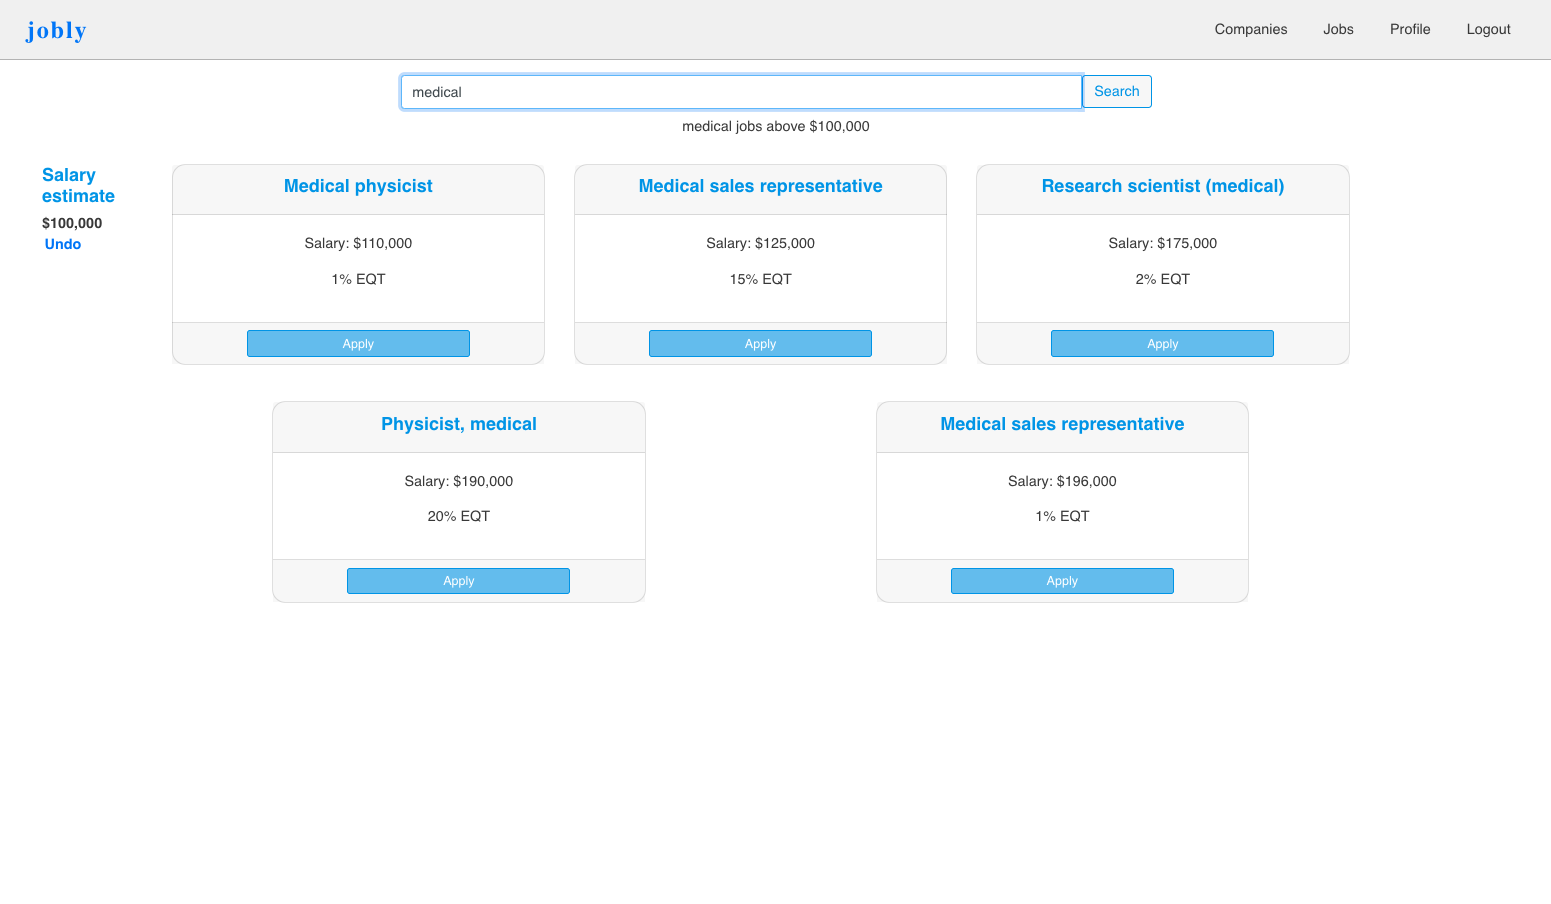 jobly
Companies
Jobs
Profile
Logout
medical
Search
medical jobs above $100,000
Salary
estimate
$100,000
Undo
Medical physicist
Salary: $110,000
1% EQT
Apply
Medical sales representative
Salary: $125,000
15% EQT
Apply
Research scientist (medical)
Salary: $175,000
2% EQT
Apply
Physicist, medical
Salary: $190,000
20% EQT
Apply
Medical sales representative
Salary: $196,000
1% EQT
Apply